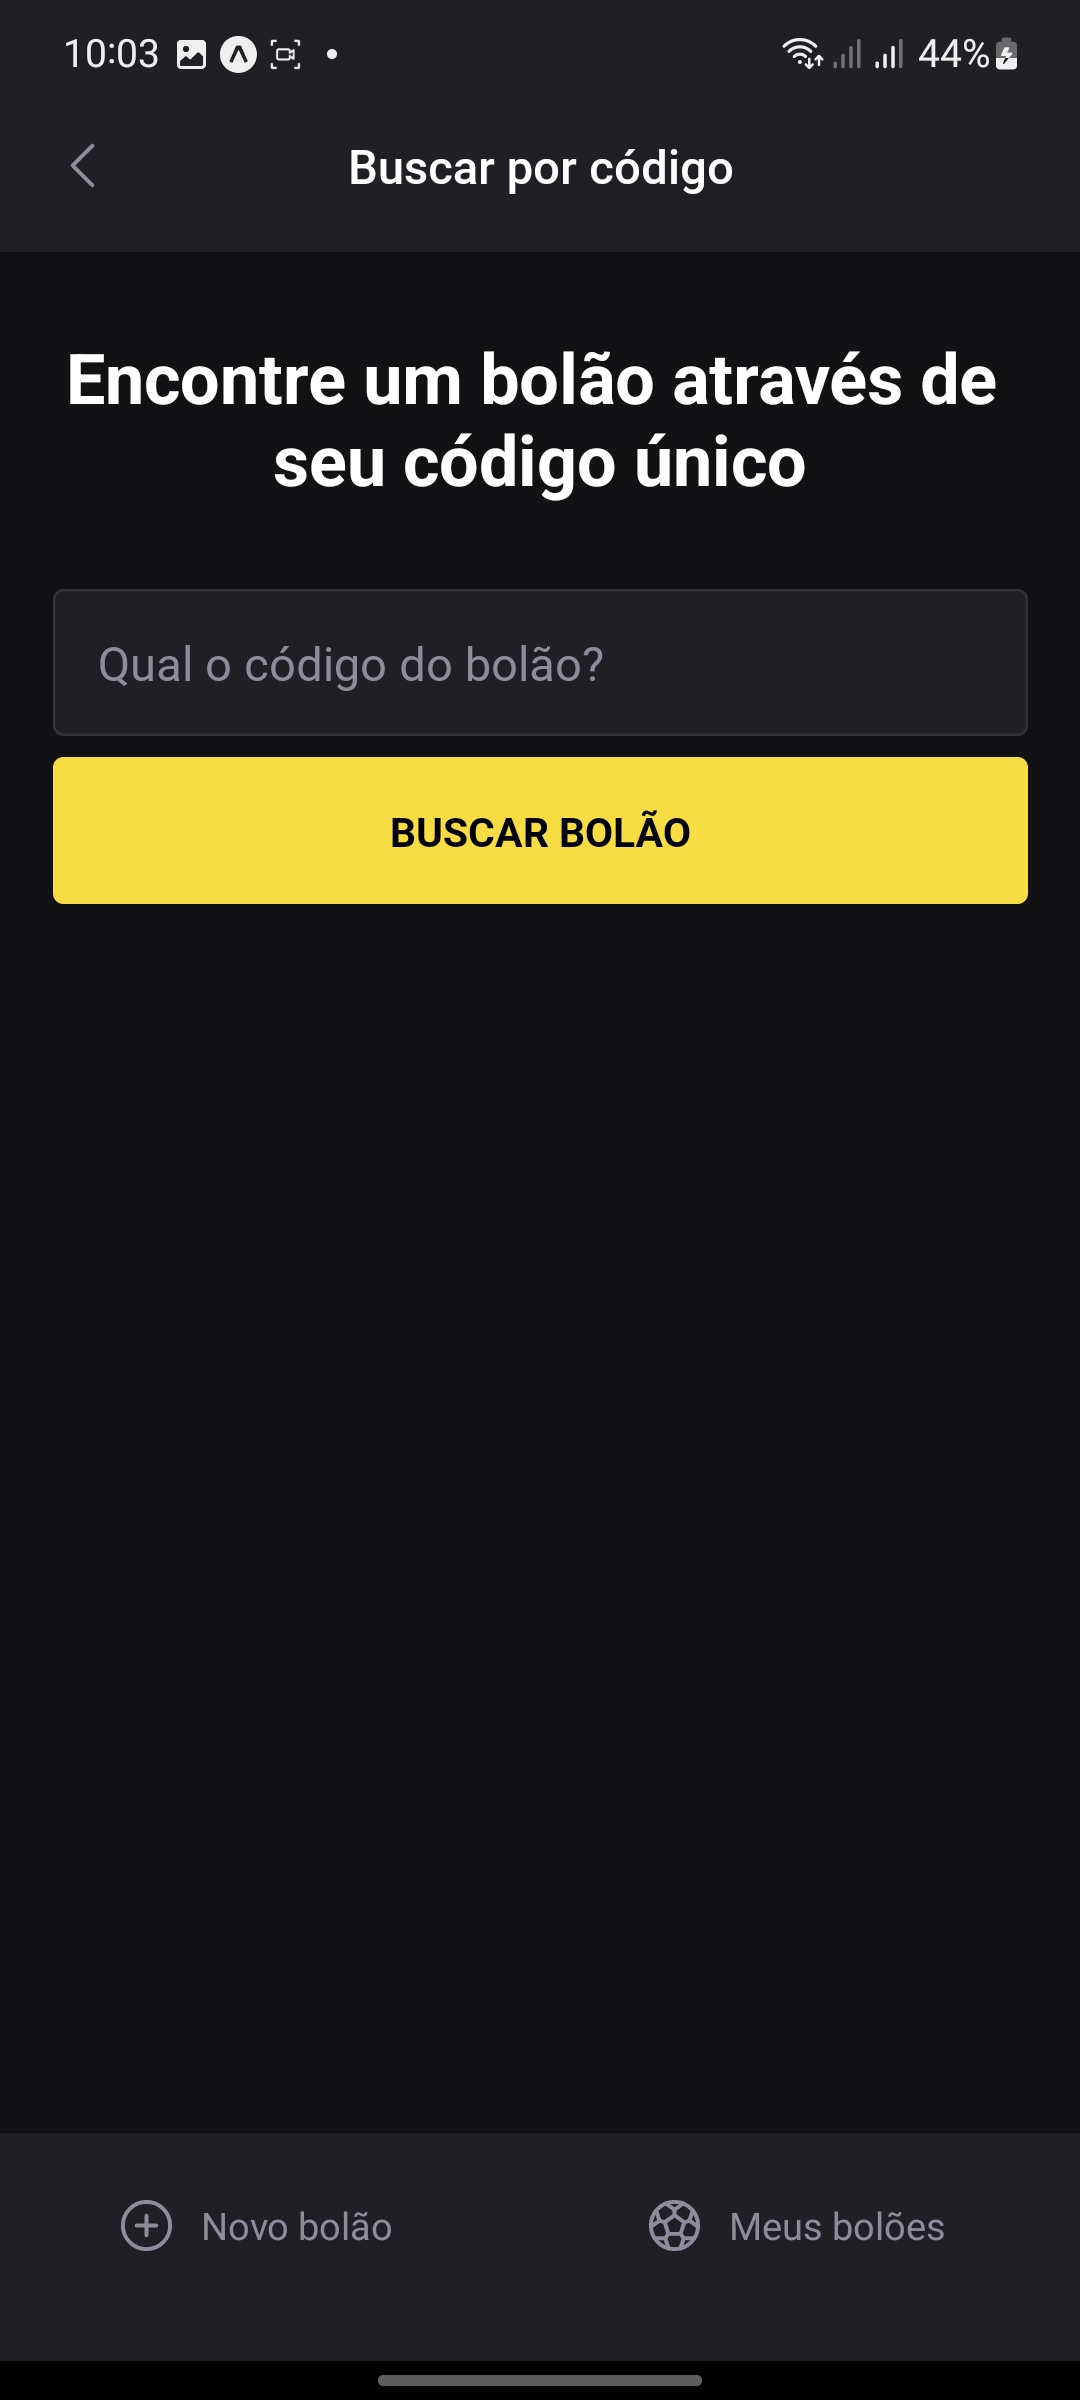 10:03
44%
Buscar por código
Encontre um bolão através de
seu código único
Qual o código do bolão?
BUSCAR BOLÃO
Novo bolão
Meus bolões